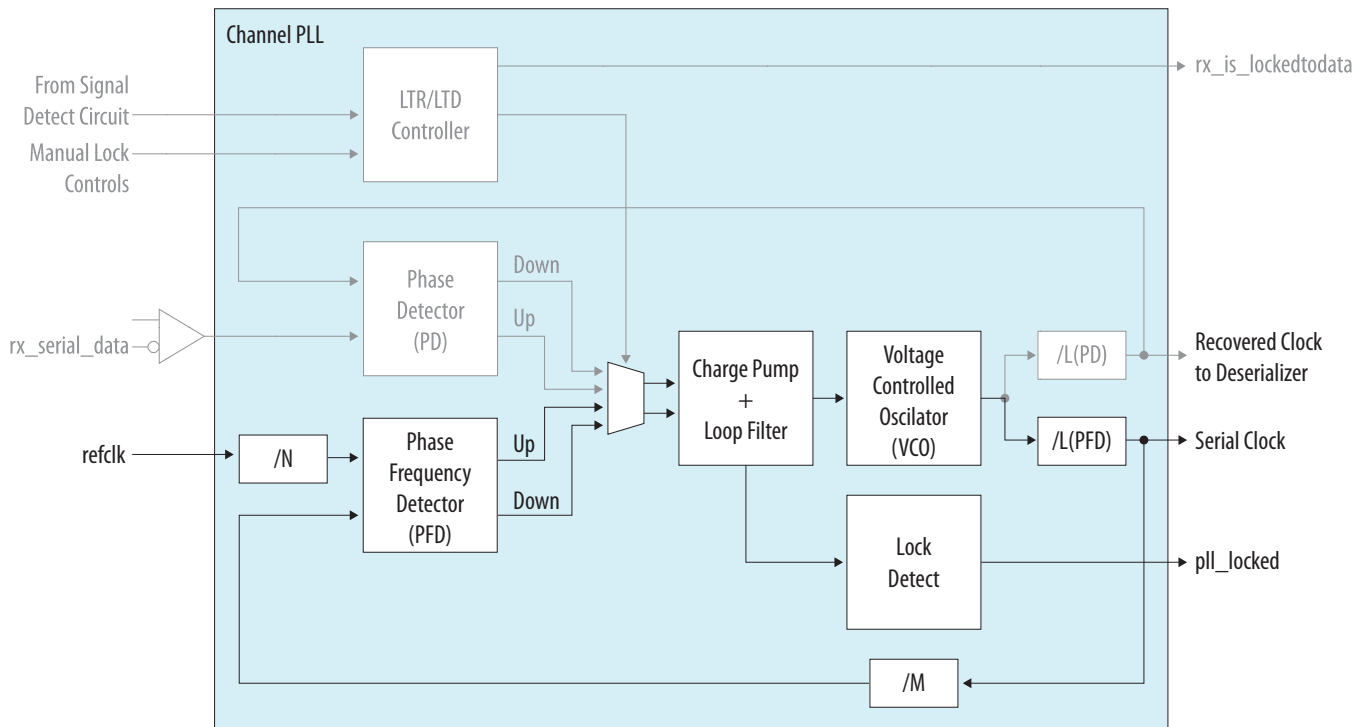 Channel PLL
From Signal
Detect Circuit
Manual Lock
Controls
LTR/LTD
Controller
rx_is_lockedtodata
Phase
Detector
(PD)
Down
Up
rx_serial_data
Charge Pump
+
Loop Filter
Voltage
Controlled
Oscilator
(VCO)
/L(PD)
Recovered Clock
to Deserializer
/L(PFD)
Serial Clock
refclk
/N
Phase
Frequency
Detector
(PFD)
Up
Down
Lock
Detect
pll_locked
/M